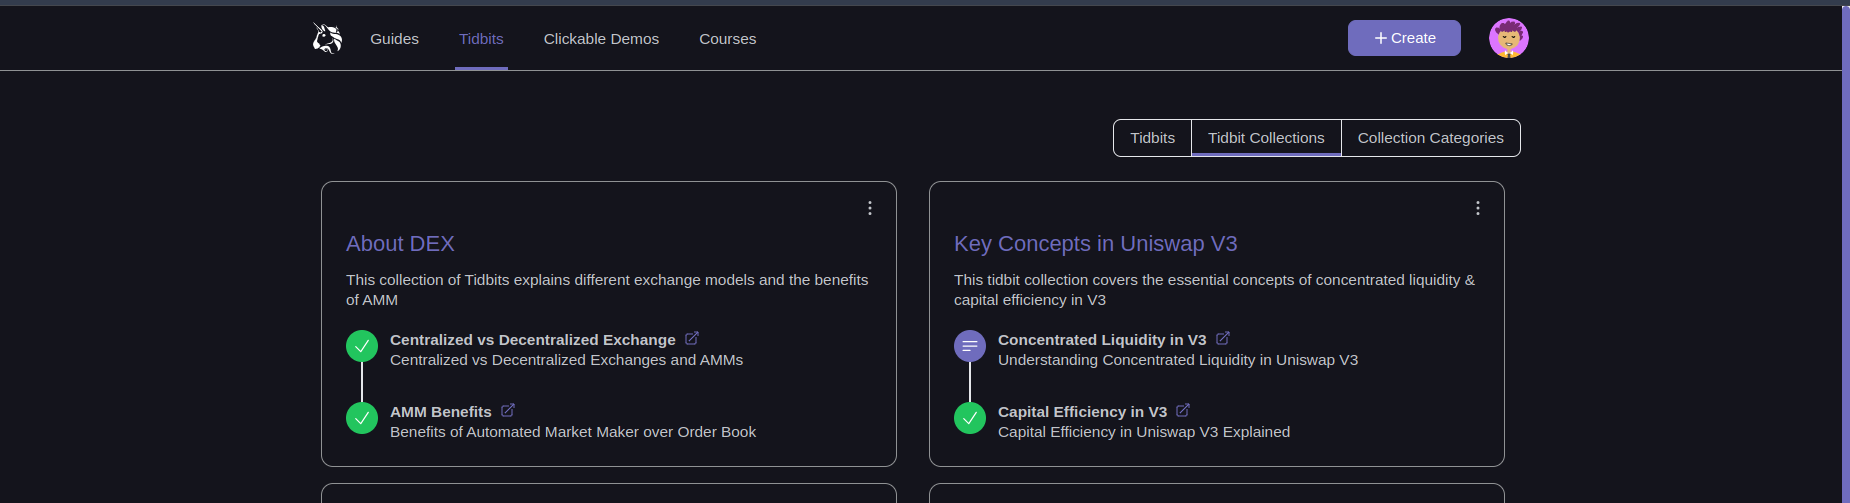 Guides Tidbits Clickable Demos Courses + Create
Tidbits Tidbit Collections Collection Categories
About DEX
This collection of Tidbits explains different exchange models and the benefits
of AMM
Centralized vs Decentralized Exchange
Centralized vs Decentralized Exchanges and AMMs
AMM Benefits
Benefits of Automated Market Maker over Order Book
Key Concepts in Uniswap V3
This tidbit collection covers the essential concepts of concentrated liquidity &
capital efficiency in V3
Concentrated Liquidity in V3
Understanding Concentrated Liquidity in Uniswap V3
Capital Efficiency in V3
Capital Efficiency in Uniswap V3 Explained